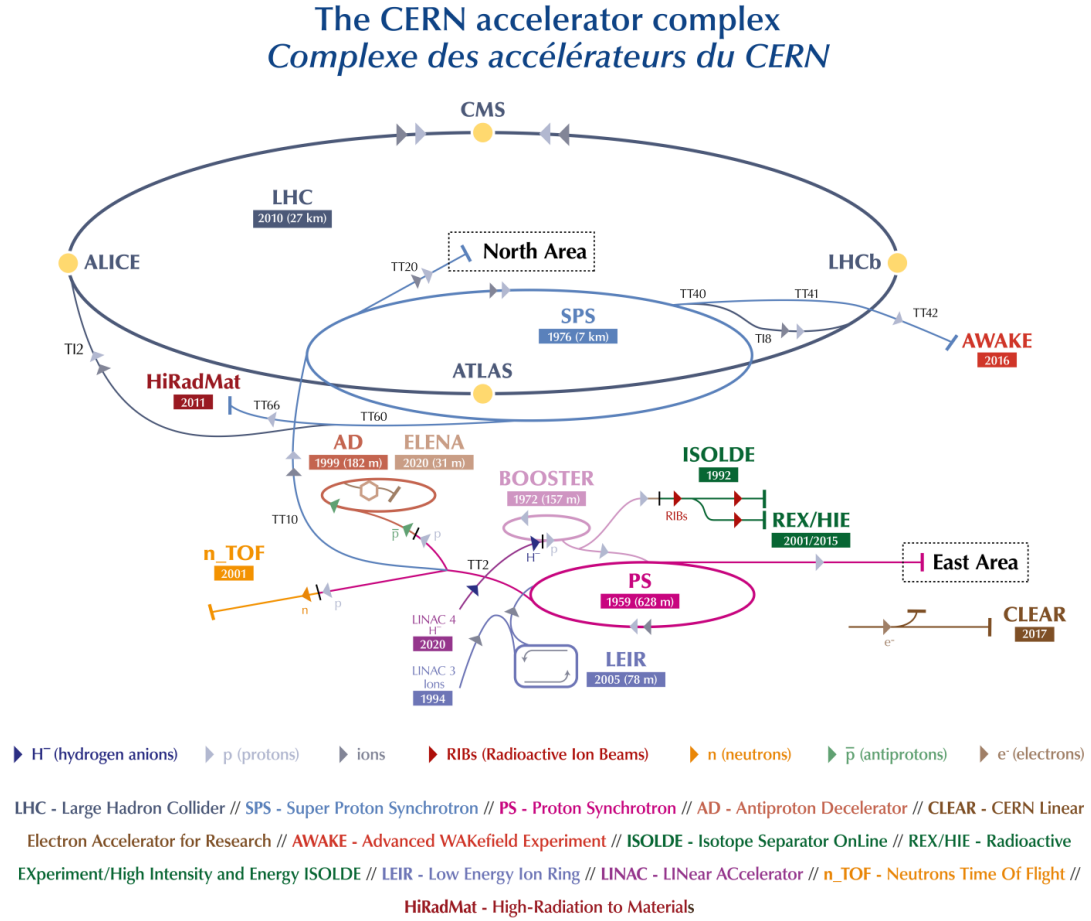 The CERN accelerator complex
Complexe des accélérateurs du CERN
CMS
LHC
2010 (27 km)
North Area
TT20
ALICE
LHCb
TT40
TT41
SPS
1976 (7 km)
TT42
TI8
TI2
AWAKE
2016
ATLAS
HiRadMat
2011
TT66
TT60
AD
1999 (182 m)
ELENA
2020 (31 m)
ISOLDE
1992
BOOSTER
1972 (157 m)
RIBs
REX/HIE
2001/2015
TT10
p̅
p
H⁻
p
n_TOF
2001
TT2
East Area
PS
1959 (628 m)
n
p
LINAC 4
H⁻
2020
CLEAR
2017
e⁻
LINAC 3
Ions
1994
LEIR
2005 (78 m)
H⁻ (hydrogen anions)
p (protons)
ions
RIBs (Radioactive Ion Beams)
n (neutrons)
p̅ (antiprotons)
e⁻ (electrons)
LHC - Large Hadron Collider // SPS - Super Proton Synchrotron // PS - Proton Synchrotron // AD - Antiproton Decelerator // CLEAR - CERN Linear
Electron Accelerator for Research // AWAKE - Advanced WAKefield Experiment // ISOLDE - Isotope Separator OnLine // REX/HIE - Radioactive
EXperiment/High Intensity and Energy ISOLDE // LEIR - Low Energy Ion Ring // LINAC - LINear ACcelerator // n_TOF - Neutrons Time Of Flight //
HiRadMat - High-Radiation to Materials